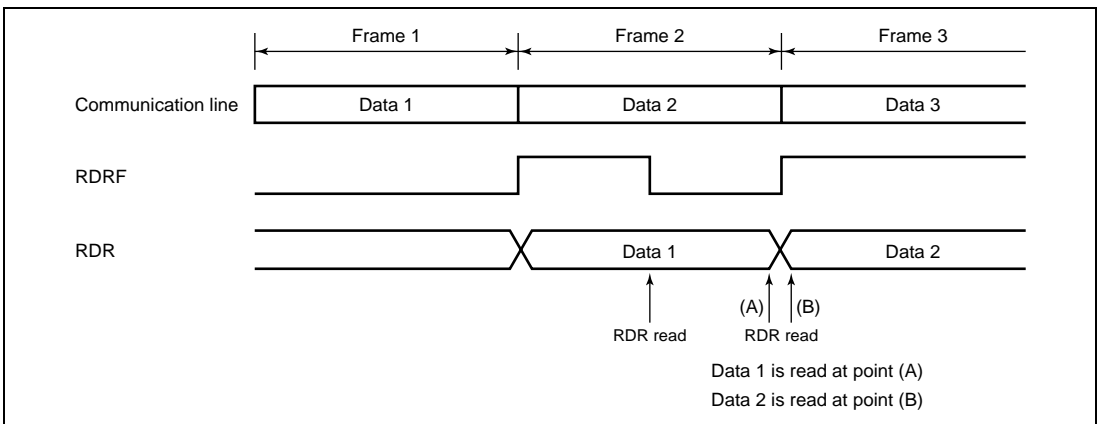 Frame 1 Frame 2 Frame 3
Communication line Data 1 Data 2 Data 3
RDRF
RDR Data 1 Data 2
(A) (B)
RDR read RDR read
Data 1 is read at point (A)
Data 2 is read at point (B)